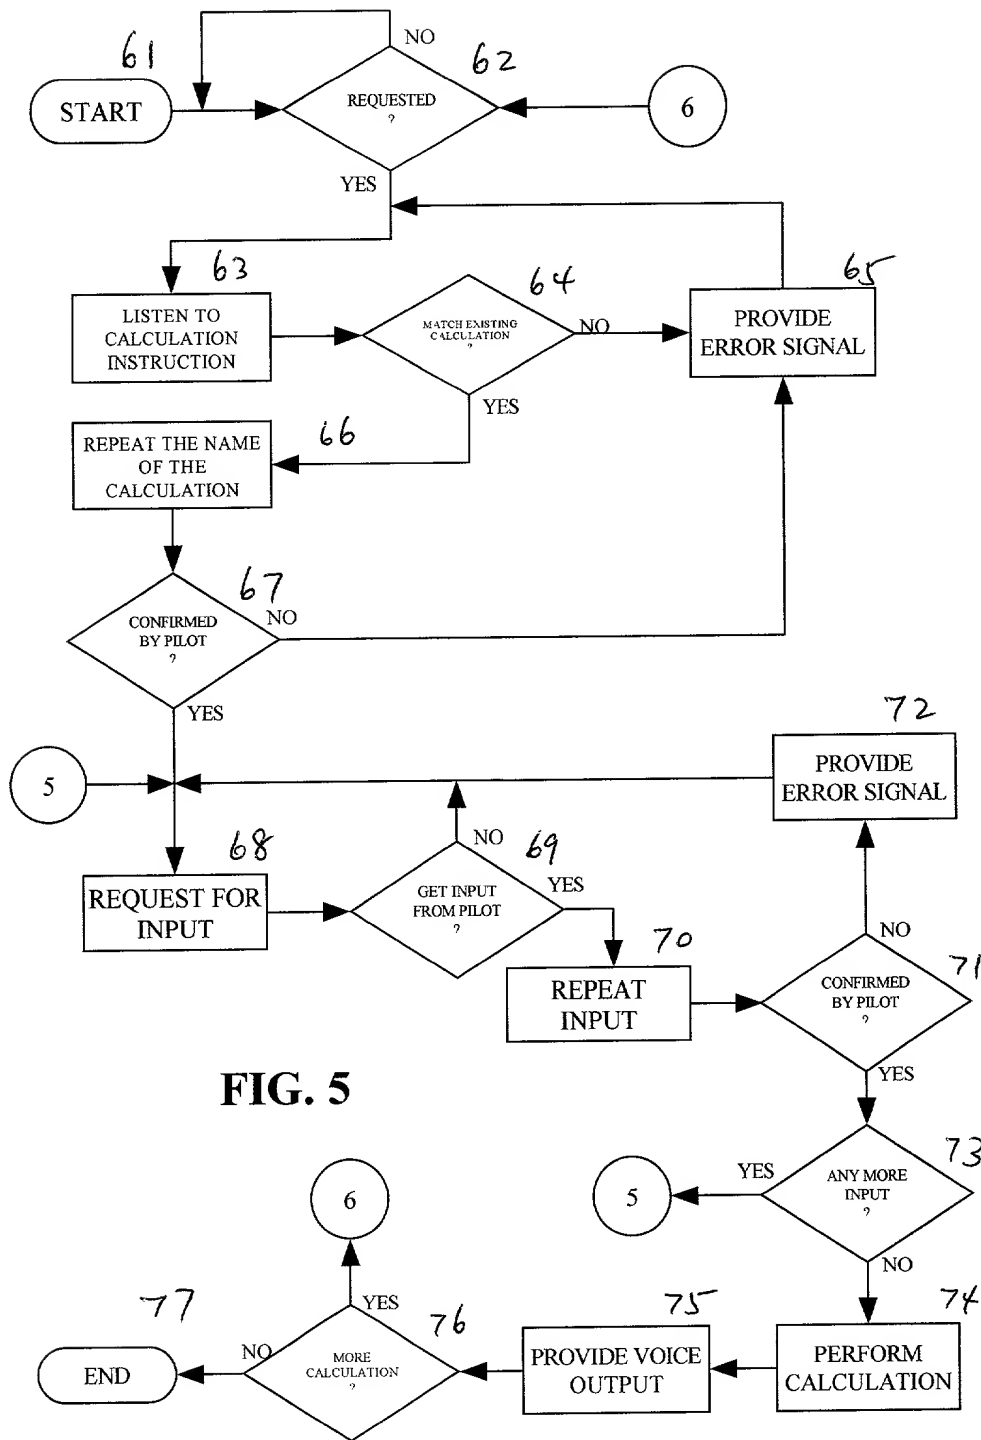 61
NO
62
START
REQUESTED
?
6
YES
63
64
65
LISTEN TO
CALCULATION
INSTRUCTION
MATCH EXISTING
CALCULATION
?
NO
PROVIDE
ERROR SIGNAL
YES
66
REPEAT THE NAME
OF THE
CALCULATION
67
NO
CONFIRMED
BY PILOT
?
YES
72
5
PROVIDE
ERROR SIGNAL
68
NO
69
REQUEST FOR
INPUT
GET INPUT
FROM PILOT
?
YES
70
NO
71
REPEAT
INPUT
CONFIRMED
BY PILOT
?
YES
FIG. 5
73
YES
ANY MORE
INPUT
?
5
6
NO
77
YES
76
75
74
NO
END
MORE
CALCULATION
?
PROVIDE VOICE
OUTPUT
PERFORM
CALCULATION